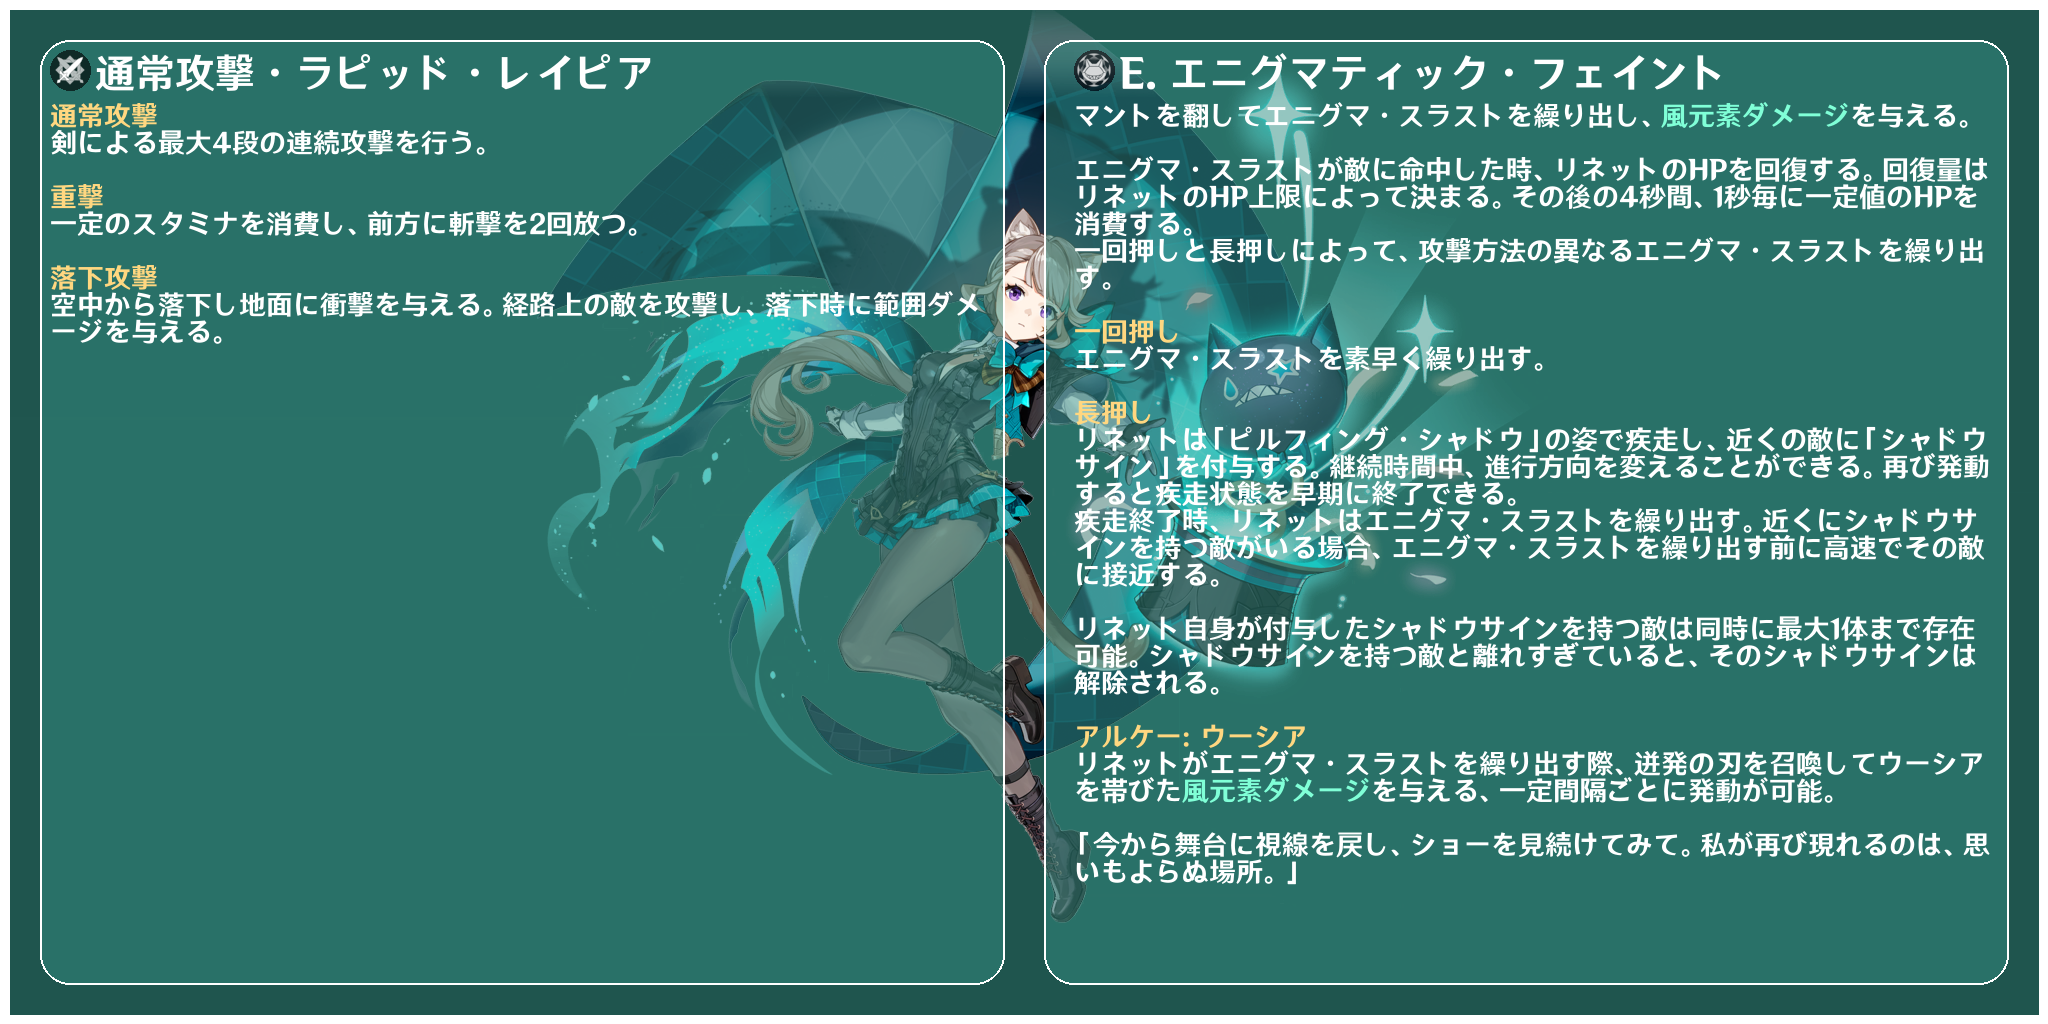 通常攻撃・ラピッド・レイピア
通常攻撃
剣による最大4段の連続攻撃を行う。
重撃
一定のスタミナを消費し、前方に斬撃を2回放つ。
落下攻撃
空中から落下し地面に衝撃を与える。経路上の敵を攻撃し、落下時に範囲ダメ
ージを与える。
E. エニグマティック・フェイント
マントを翻してエニグマ・スラストを繰り出し、風元素ダメージを与える。
エニグマ・スラストが敵に命中した時、リネットのHPを回復する。回復量は
リネットのHP上限によって決まる。その後の4秒間、1秒毎に一定値のHPを
消費する。
一回押しと長押しによって、攻撃方法の異なるエニグマ・スラストを繰り出
す。
一回押し
エニグマ・スラストを素早く繰り出す。
長押し
リネットは「ピルフィング・シャドウ」の姿で疾走し、近くの敵に「シャドウ
サイン」を付与する。継続時間中、進行方向を変えることができる。再び発動
すると疾走状態を早期に終了できる。
疾走終了時、リネットはエニグマ・スラストを繰り出す。近くにシャドウサ
インを持つ敵がいる場合、エニグマ・スラストを繰り出す前に高速でその敵
に接近する。
リネット自身が付与したシャドウサインを持つ敵は同時に最大1体まで存在
可能。シャドウサインを持つ敵と離れすぎていると、そのシャドウサインは
解除される。
アルケー: ウーシア
リネットがエニグマ・スラストを繰り出す際、迸発の刃を召喚してウーシア
を帯びた風元素ダメージを与える、一定間隔ごとに発動が可能。
「今から舞台に視線を戻し、ショーを見続けてみて。私が再び現れるのは、思
いもよらぬ場所。」